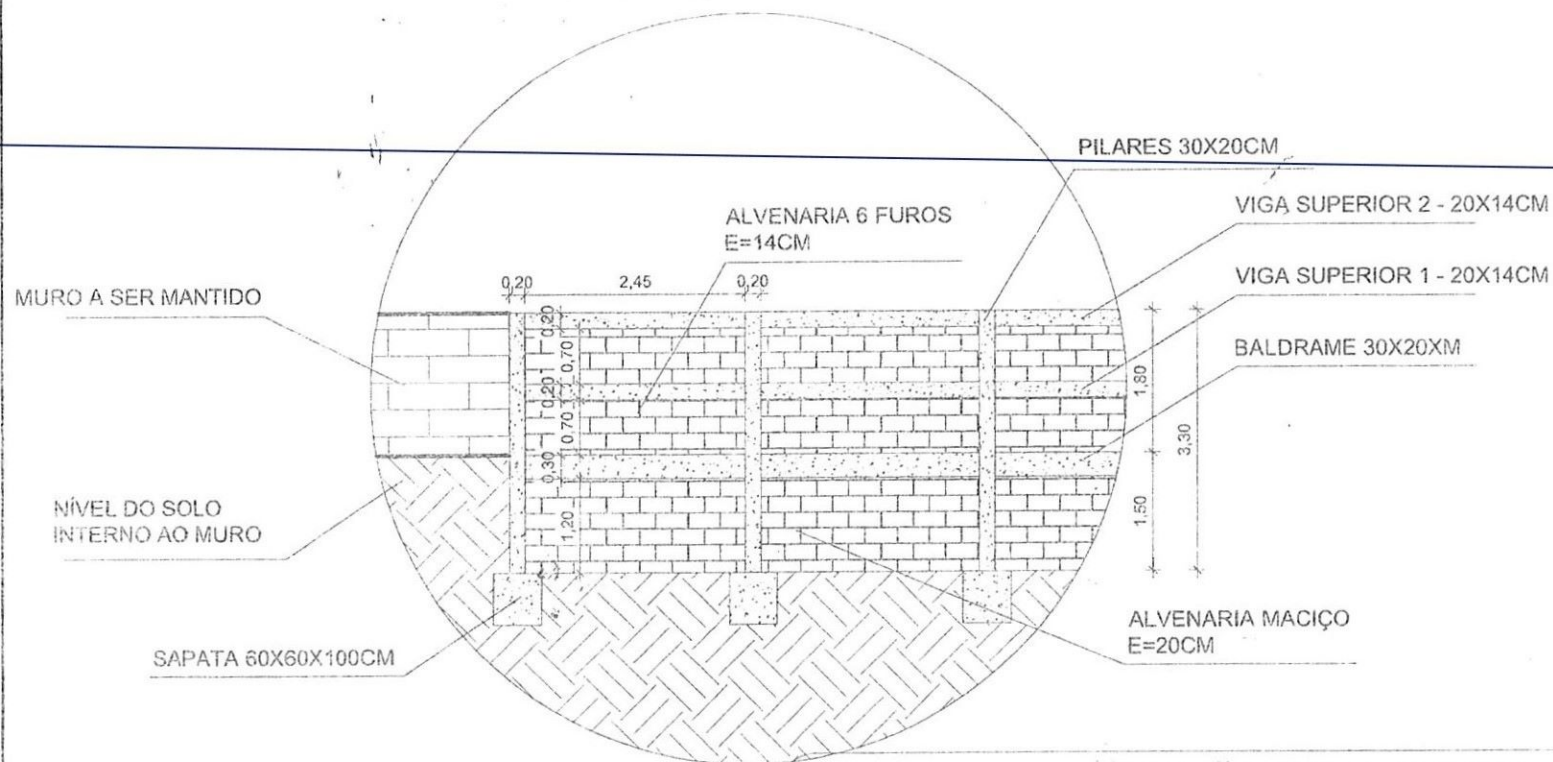 PILARES 30X20CM
VIGA SUPERIOR 2 - 20X14CM
ALVENARIA 6 FUROS
E=14CM
VIGA SUPERIOR 1 - 20X14CM
MURO A SER MANTIDO
0,20
2,45
0,20
BALDRAME 30X20XM
0,20
0,70
0,20
0,70
0,30
1,20
1,80
3,30
1,50
NÍVEL DO SOLO
INTERNO AO MURO
ALVENARIA MACIÇO
E=20CM
SAPATA 60X60X100CM